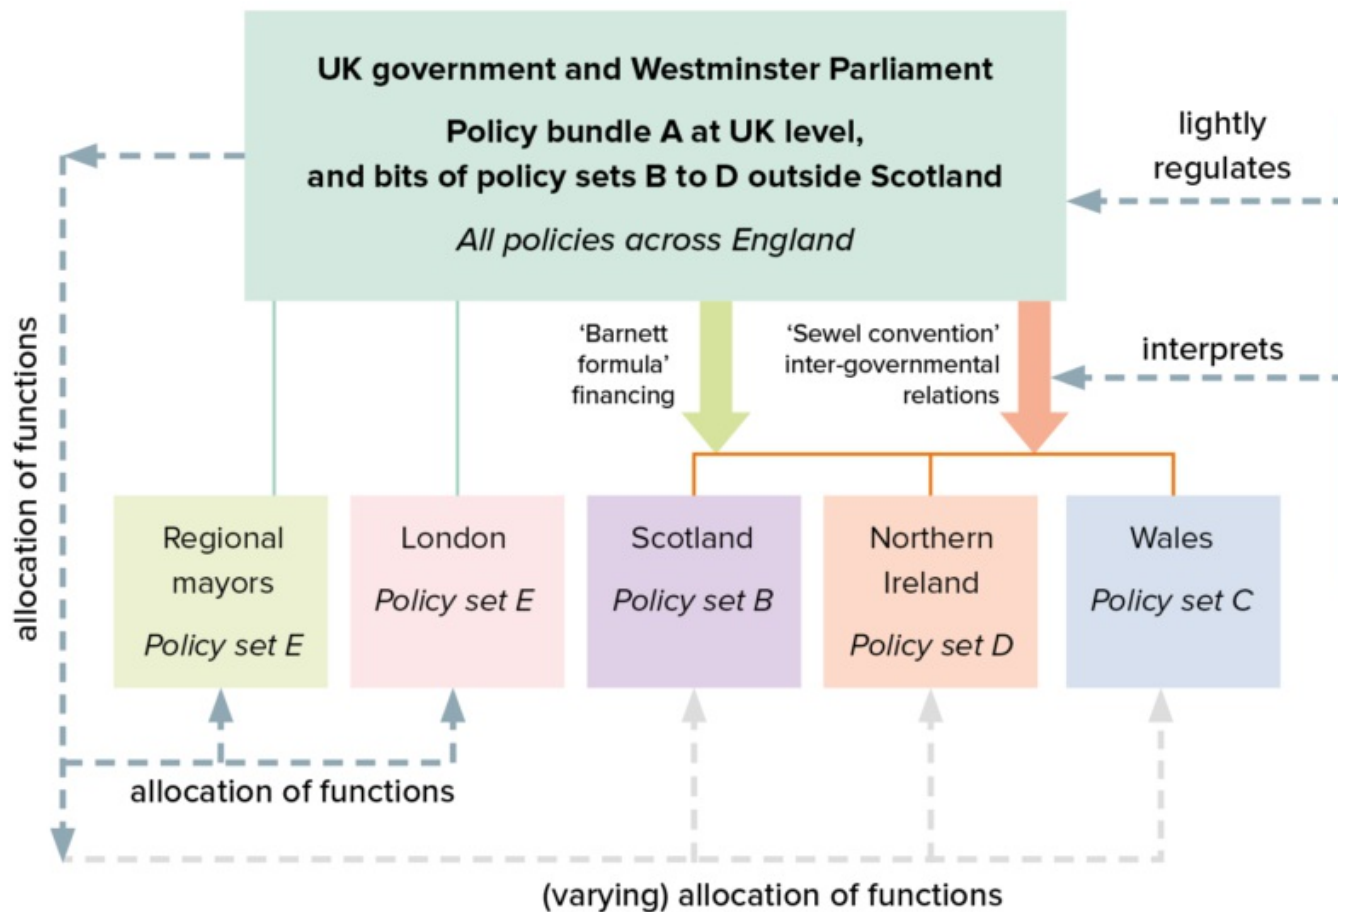 UK government and Westminster Parliament
Policy bundle A at UK level,
and bits of policy sets B to D outside Scotland
All policies across England
lightly
regulates
allocation of functions
‘Barnett
formula’
financing
‘Sewel convention’
inter-governmental
relations
interprets
Regional
mayors
Policy set E
London
Policy set E
Scotland
Policy set B
Northern
Ireland
Policy set D
Wales
Policy set C
allocation of functions
(varying) allocation of functions